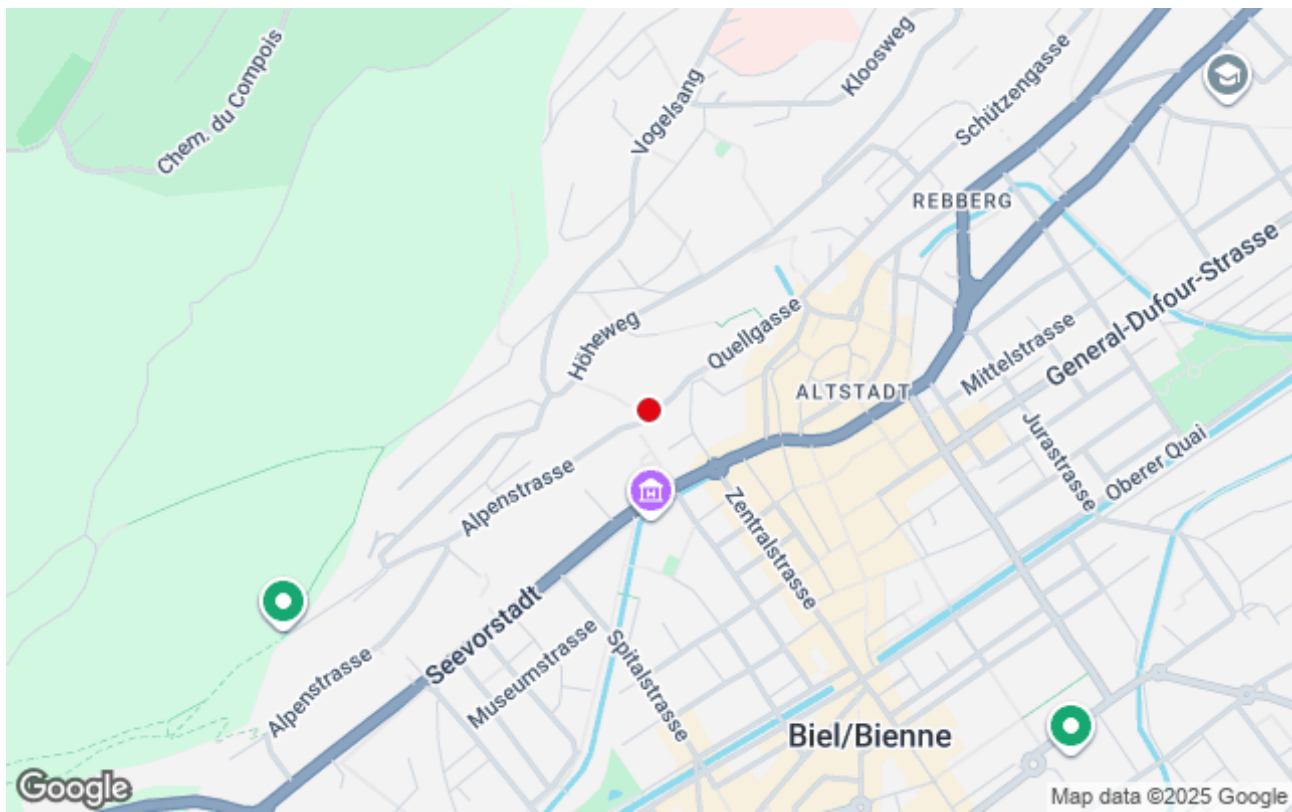 Chem. du Compois
Vogelsang
Kloosweg
Schützengasse
REBBERG
General-Dufour-Strasse
Höheweg
Quellgasse
Mittelstrasse
ALTSTADT
Jurastrasse
Oberer Quai
Alpenstrasse
Zentralstrasse
Seevorstadt
Museumstrasse
Spitalstrasse
Alpenstrasse
Biel/Bienne
Google
Map data ©2025 Google